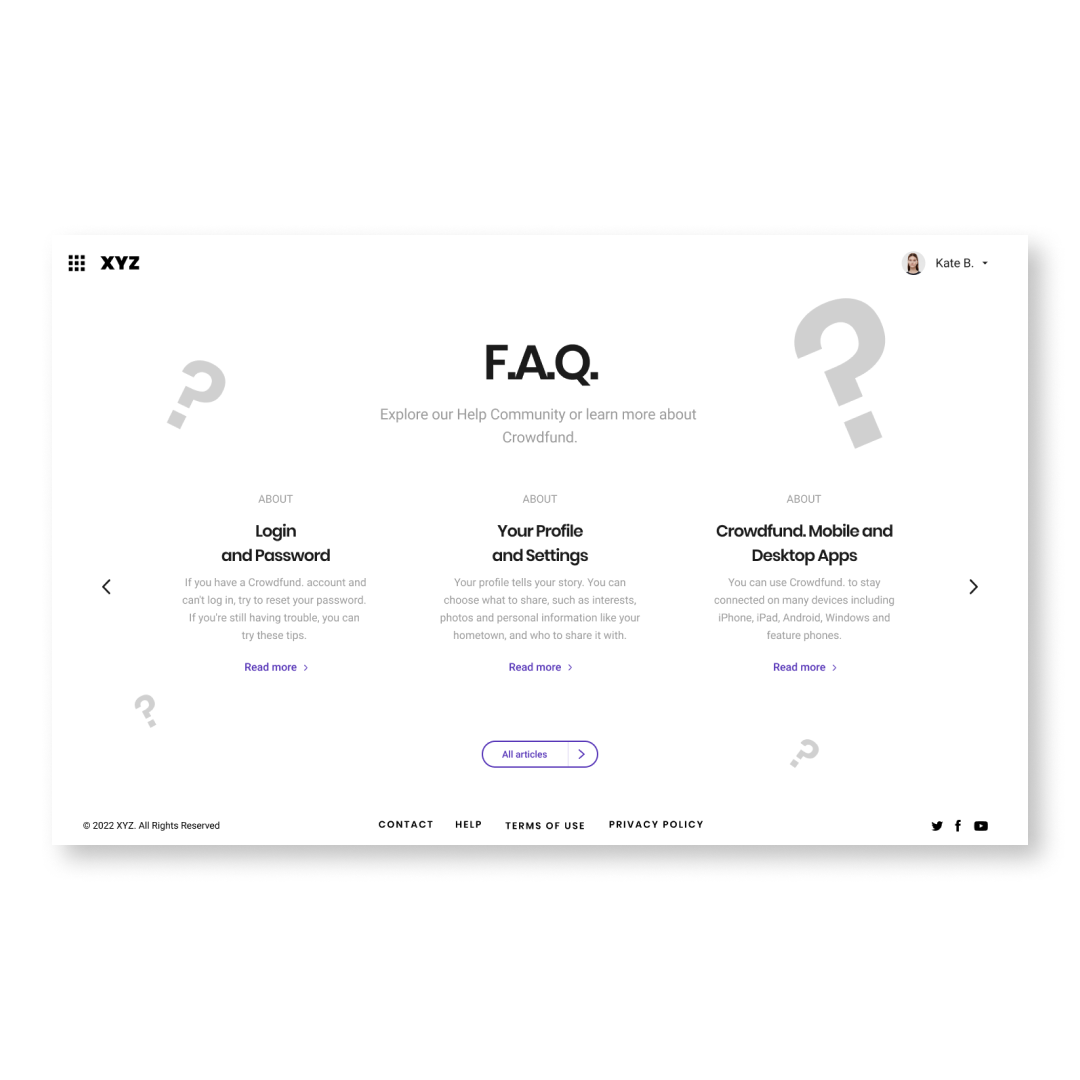 XYZ
Kate B.
F.A.Q.
Explore our Help Community or learn more about
Crowdfund.
ABOUT
Login
and Password
If you have a Crowdfund. account and
can't log in, try to reset your password.
If you're still having trouble, you can
try these tips.
Read more
ABOUT
Your Profile
and Settings
Your profile tells your story. You can
choose what to share, such as interests,
photos and personal information like your
hometown, and who to share it with.
Read more
ABOUT
Crowdfund. Mobile and
Desktop Apps
You can use Crowdfund. to stay
connected on many devices including
iPhone, iPad, Android, Windows and
feature phones.
Read more
All articles
© 2022 XYZ. All Rights Reserved
CONTACT
HELP
TERMS OF USE
PRIVACY POLICY